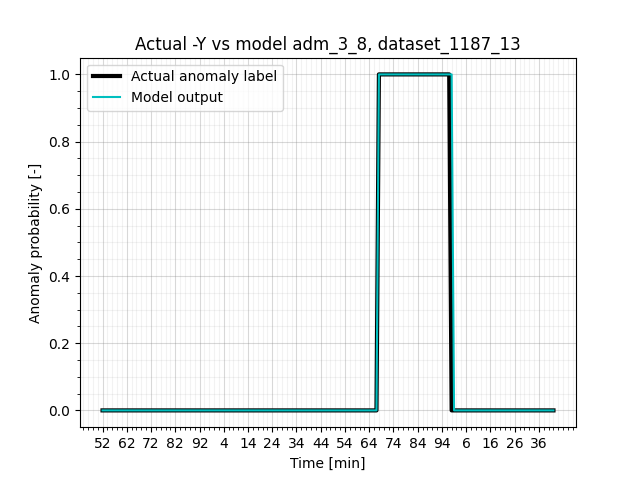 Actual -Y vs model adm_3_8, dataset_1187_13
Actual anomaly label
Model output
Anomaly probability [-]
1.0
0.8
0.6
0.4
0.2
0.0
52 62 72 82 92 4 14 24 34 44 54 64 74 84 94 6 16 26 36
Time [min]